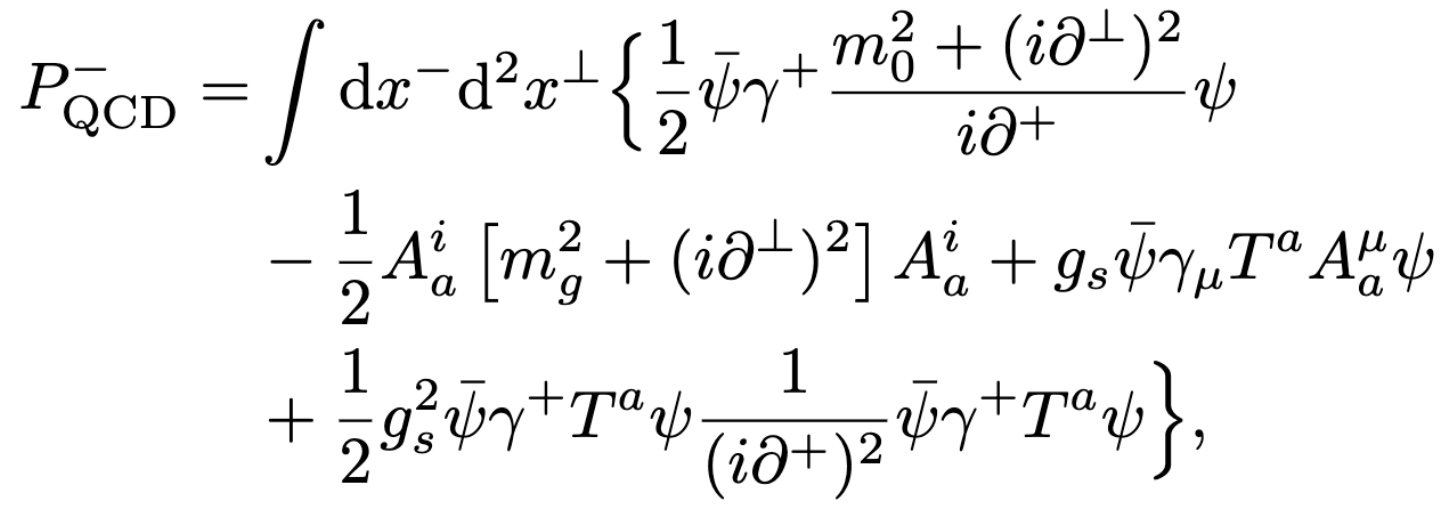 $P^-_{\mathrm{QCD}} = \int \mathrm{d}x^- \mathrm{d}^2 x^\perp \Big\{ \frac{1}{2} \bar{\psi} \gamma^+ \frac{m_0^2 + (i\partial^\perp)^2}{i\partial^+} \psi$
$- \frac{1}{2} A_a^i \left[ m_g^2 + (i\partial^\perp)^2 \right] A_a^i + g_s \bar{\psi} \gamma_\mu T^a A_a^\mu \psi$
$+ \frac{1}{2} g_s^2 \bar{\psi} \gamma^+ T^a \psi \frac{1}{(i\partial^+)^2} \bar{\psi} \gamma^+ T^a \psi \Big\},$